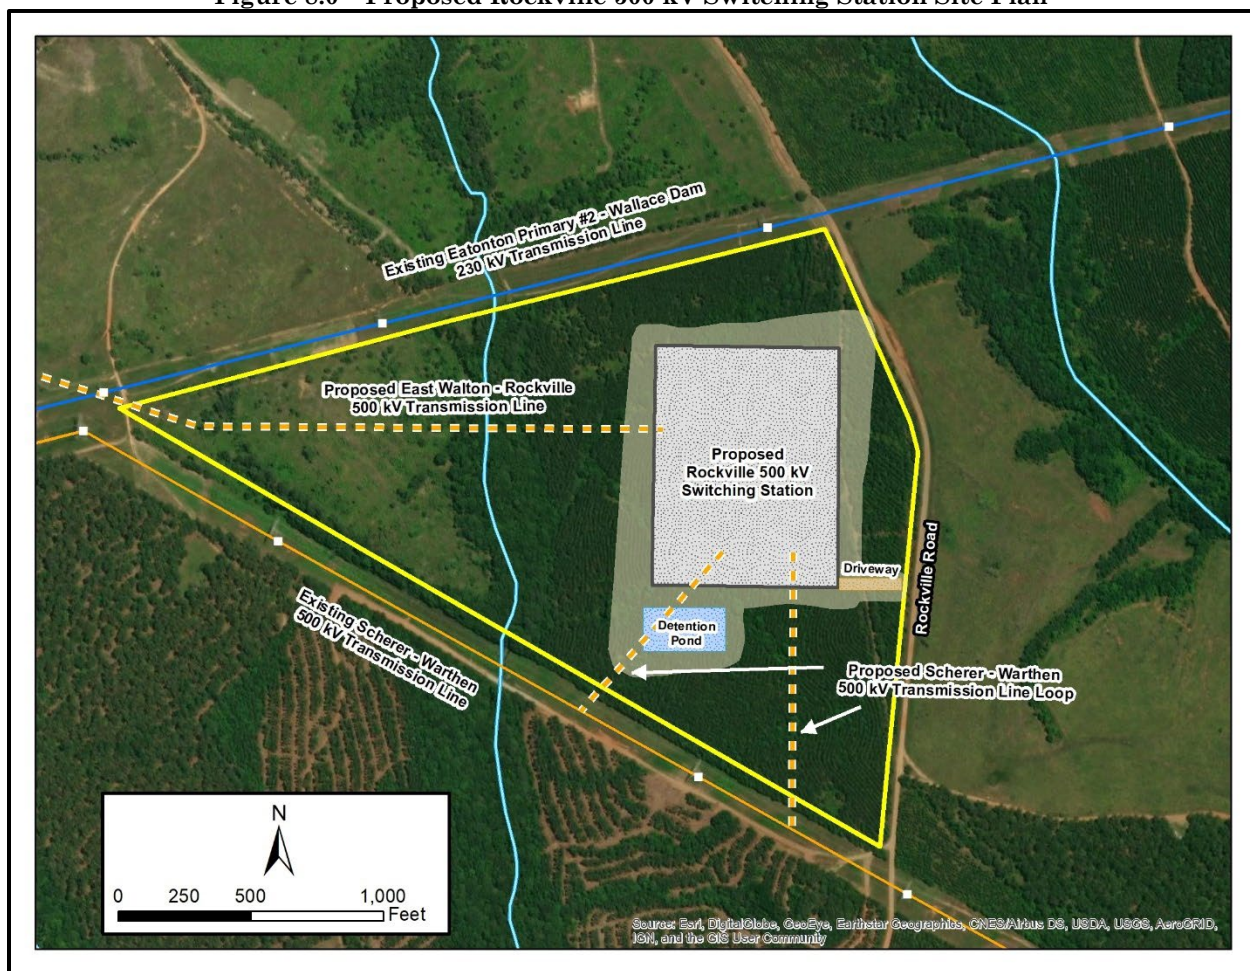 Existing Eatonton Primary #2 - Wallace Dam
230 kV Transmission Line
Proposed East Walton - Rockville
500 kV Transmission Line
Proposed
Rockville 500 kV
Switching Station
Driveway
Rockville Road
Existing Scherer - Warthen
500 kV Transmission Line
Detention
Pond
Proposed Scherer - Warthen
500 kV Transmission Line Loop
N
0 250 500 1,000
Feet
Source: Esri, DigitalGlobe, GeoEye, Earthstar Geographics, CNES/Airbus DS, USDA, USGS, AeroGRID,
IGN, and the GIS User Community